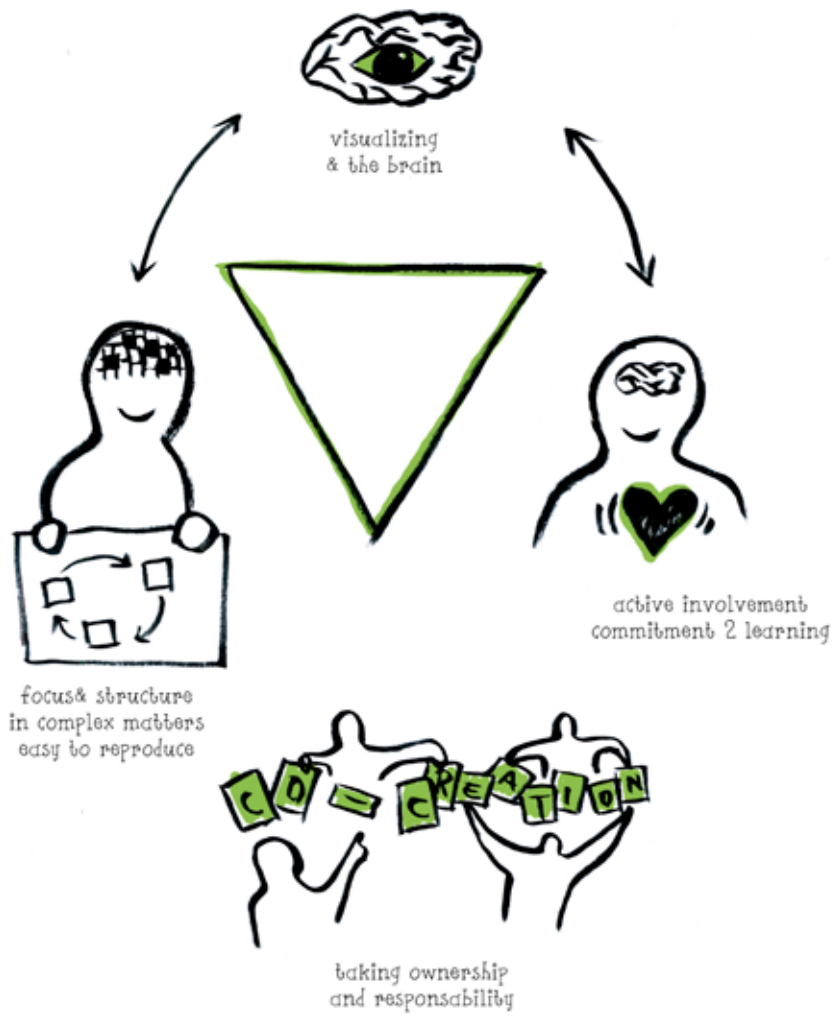 visualizing
& the brain
active involvement
commitment 2 learning
focus& structure
in complex matters
easy to reproduce
CO-CREATION
taking ownership
and responsability